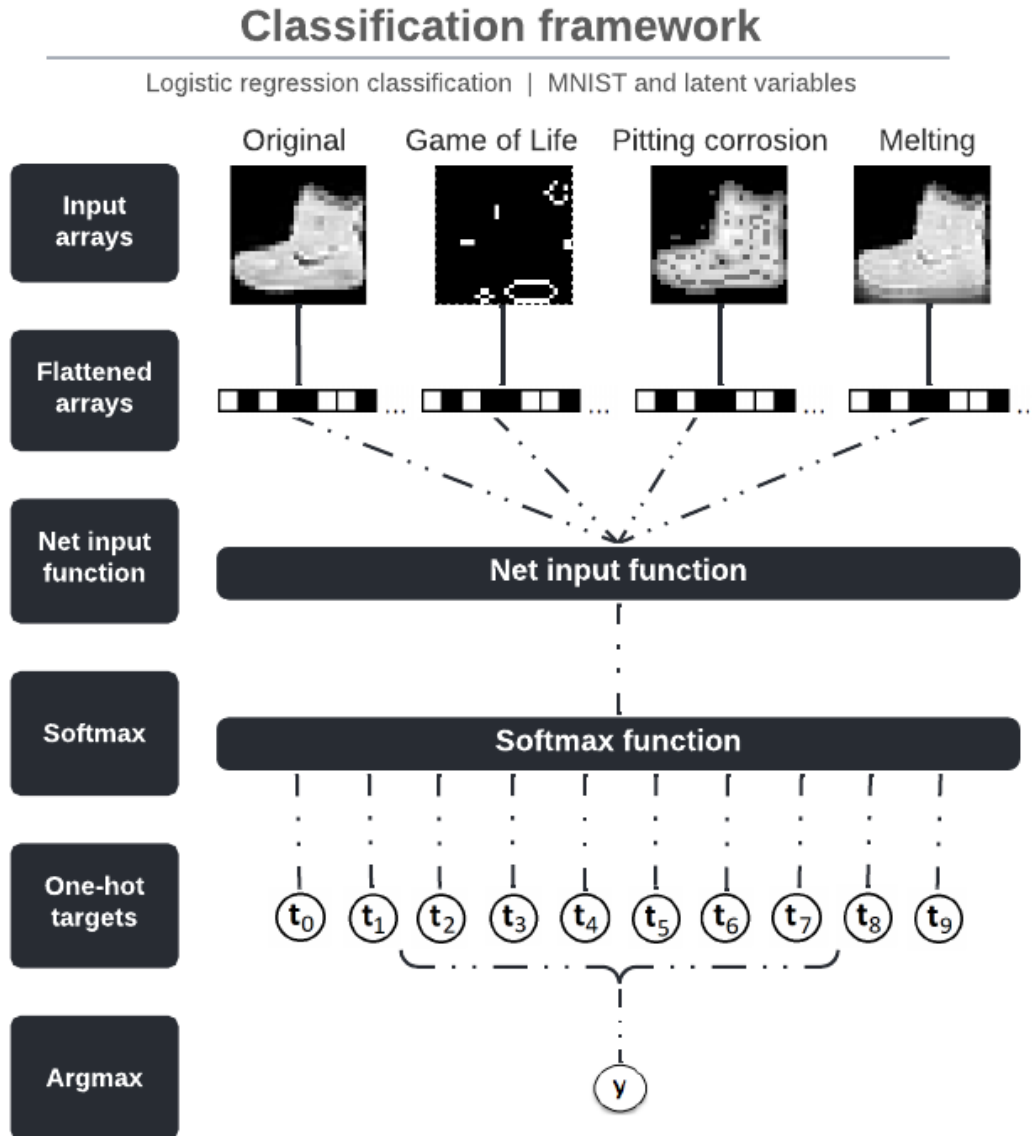 Classification framework
Logistic regression classification | MNIST and latent variables
Original Game of Life Pitting corrosion Melting
Input
arrays
Flattened
arrays
... ... ... ..
Net input
function
Net input function
Softmax
Softmax function
One-hot
targets
t₀ t₁ t₂ t₃ t₄ t₅ t₆ t₇ t₈ t₉
Argmax
y